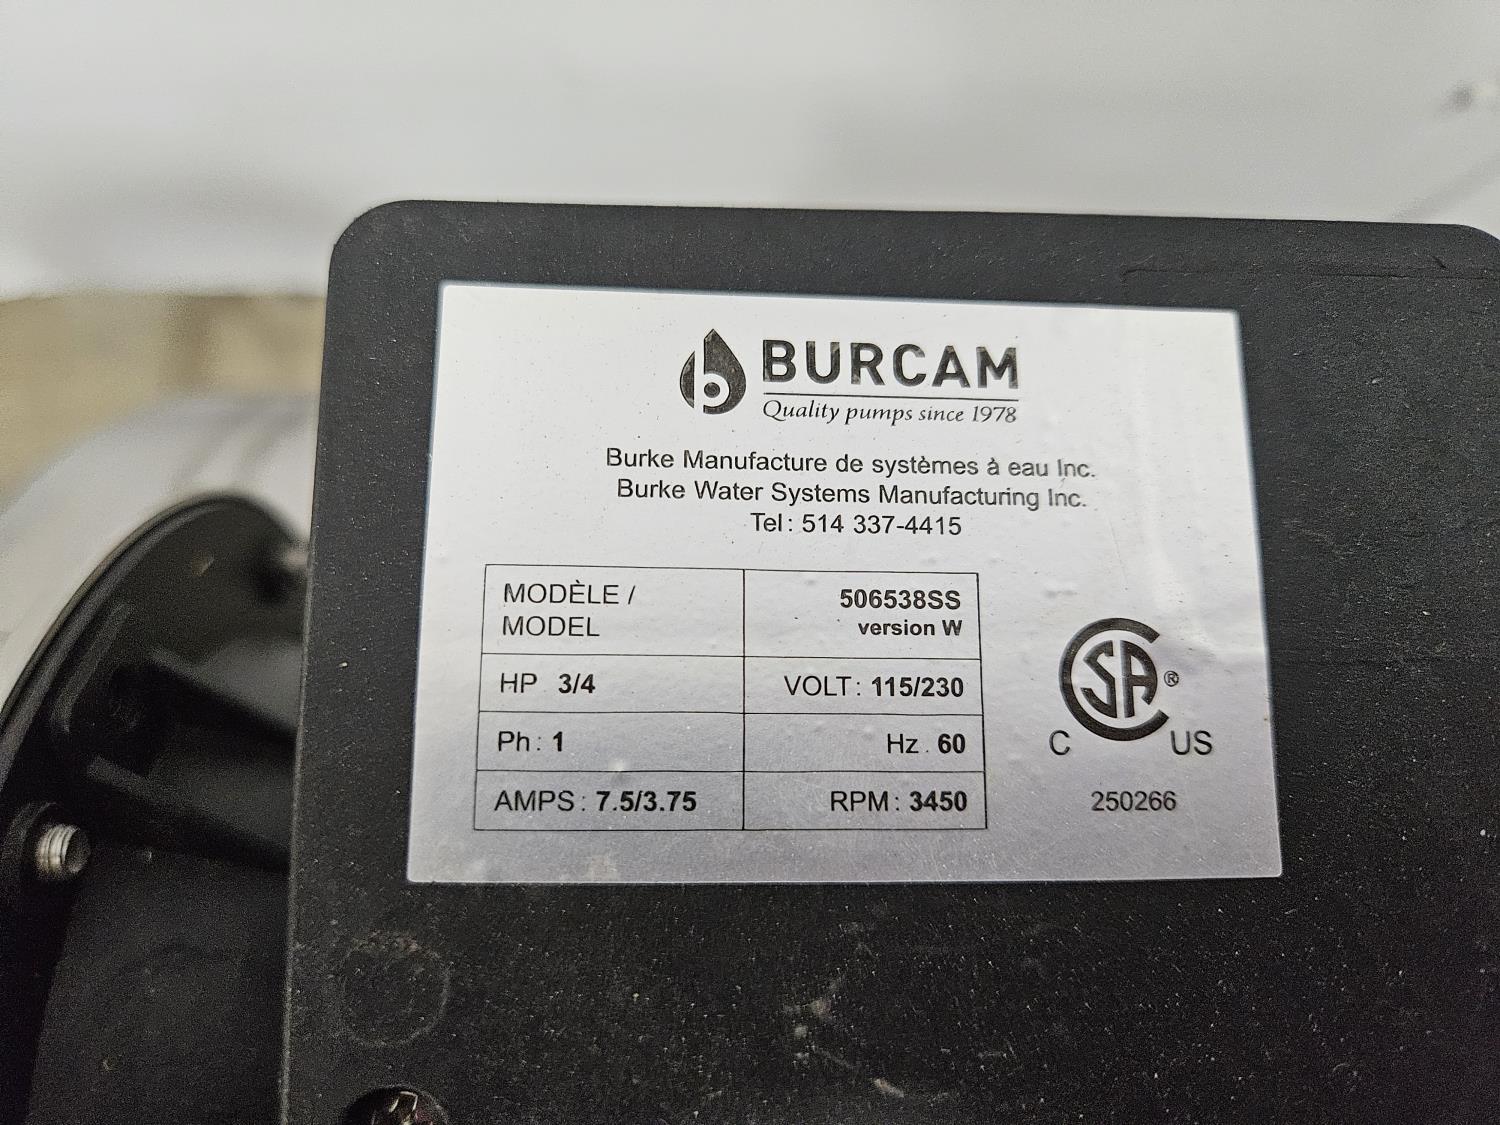 BURCAM
Quality pumps since 1978
Burke Manufacture de systèmes à eau Inc.
Burke Water Systems Manufacturing Inc.
Tel: 514 337-4415
MODÈLE / MODEL 506538SS version W
HP 3/4 VOLT: 115/230
Ph: 1 Hz. 60
AMPS: 7.5/3.75 RPM: 3450
CSA®
C US
250266